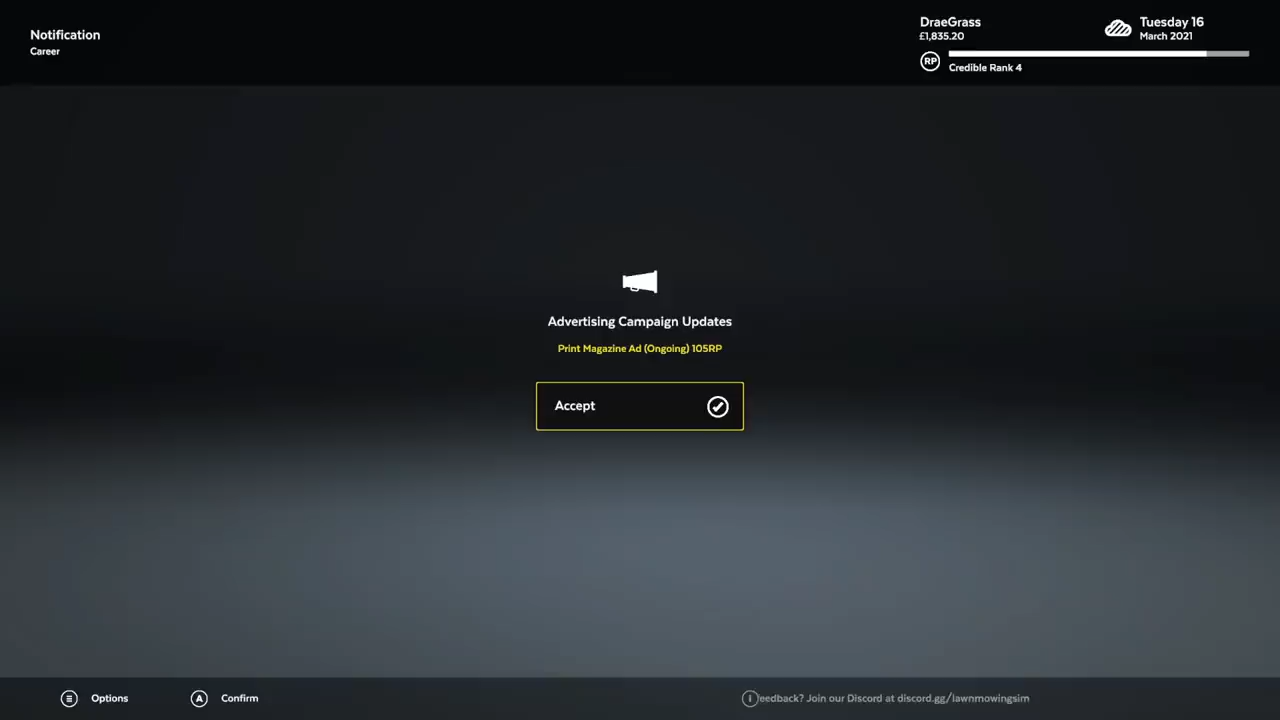 Notification
Career
DraeGrass
£1,835.20
Tuesday 16
March 2021
RP
Credible Rank 4
Advertising Campaign Updates
Print Magazine Ad (Ongoing) 105RP
Accept
Options
A Confirm
i eedback? Join our Discord at discord.gg/lawnmowingsim